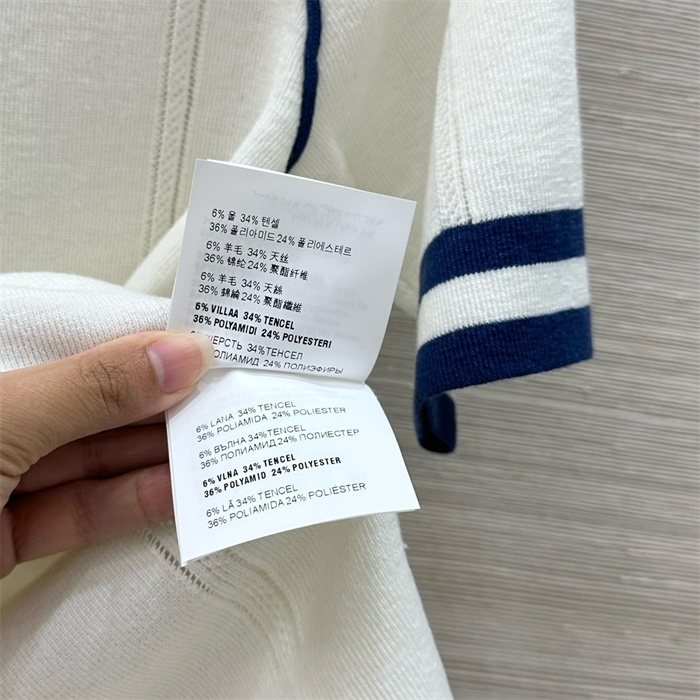 6% 울 34% 텐셀
36% 폴리아미드 24% 폴리에스테르
6% 羊毛 34% 天丝
36% 锦纶 24% 聚酯纤维
6% 羊毛 34% 天絲
36% 錦綸 24% 聚酯纖維
6% VILLAA 34% TENCEL
36% POLYAMIDI 24% POLYESTERI
ШЕРСТЬ 34%ТЕНСЕЛ
ПОЛИАМИД 24% ПОЛИЭФИРЫ
6% LANA 34% TENCEL
36% POLIAMIDA 24% POLIESTER
6% ВЪЛНА 34%ТЕНСЕЛ
36% ПОЛИАМИД 24% ПОЛИЕСТЕР
6% VLNA 34% TENCEL
36% POLYAMID 24% POLYESTER
6% LÃ 34% TENCEL
36% POLIAMIDA 24% POLIÉSTER